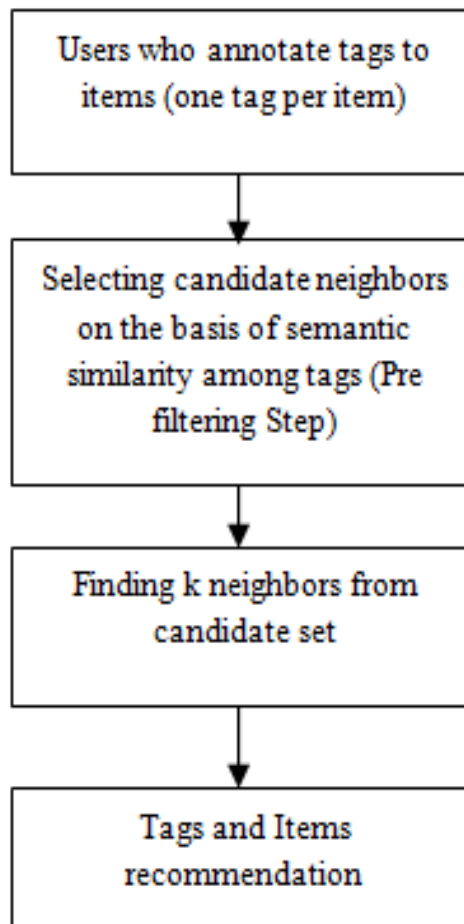 Users who annotate tags to
items (one tag per item)
Selecting candidate neighbors
on the basis of semantic
similarity among tags (Pre
filtering Step)
Finding k neighbors from
candidate set
Tags and Items
recommendation